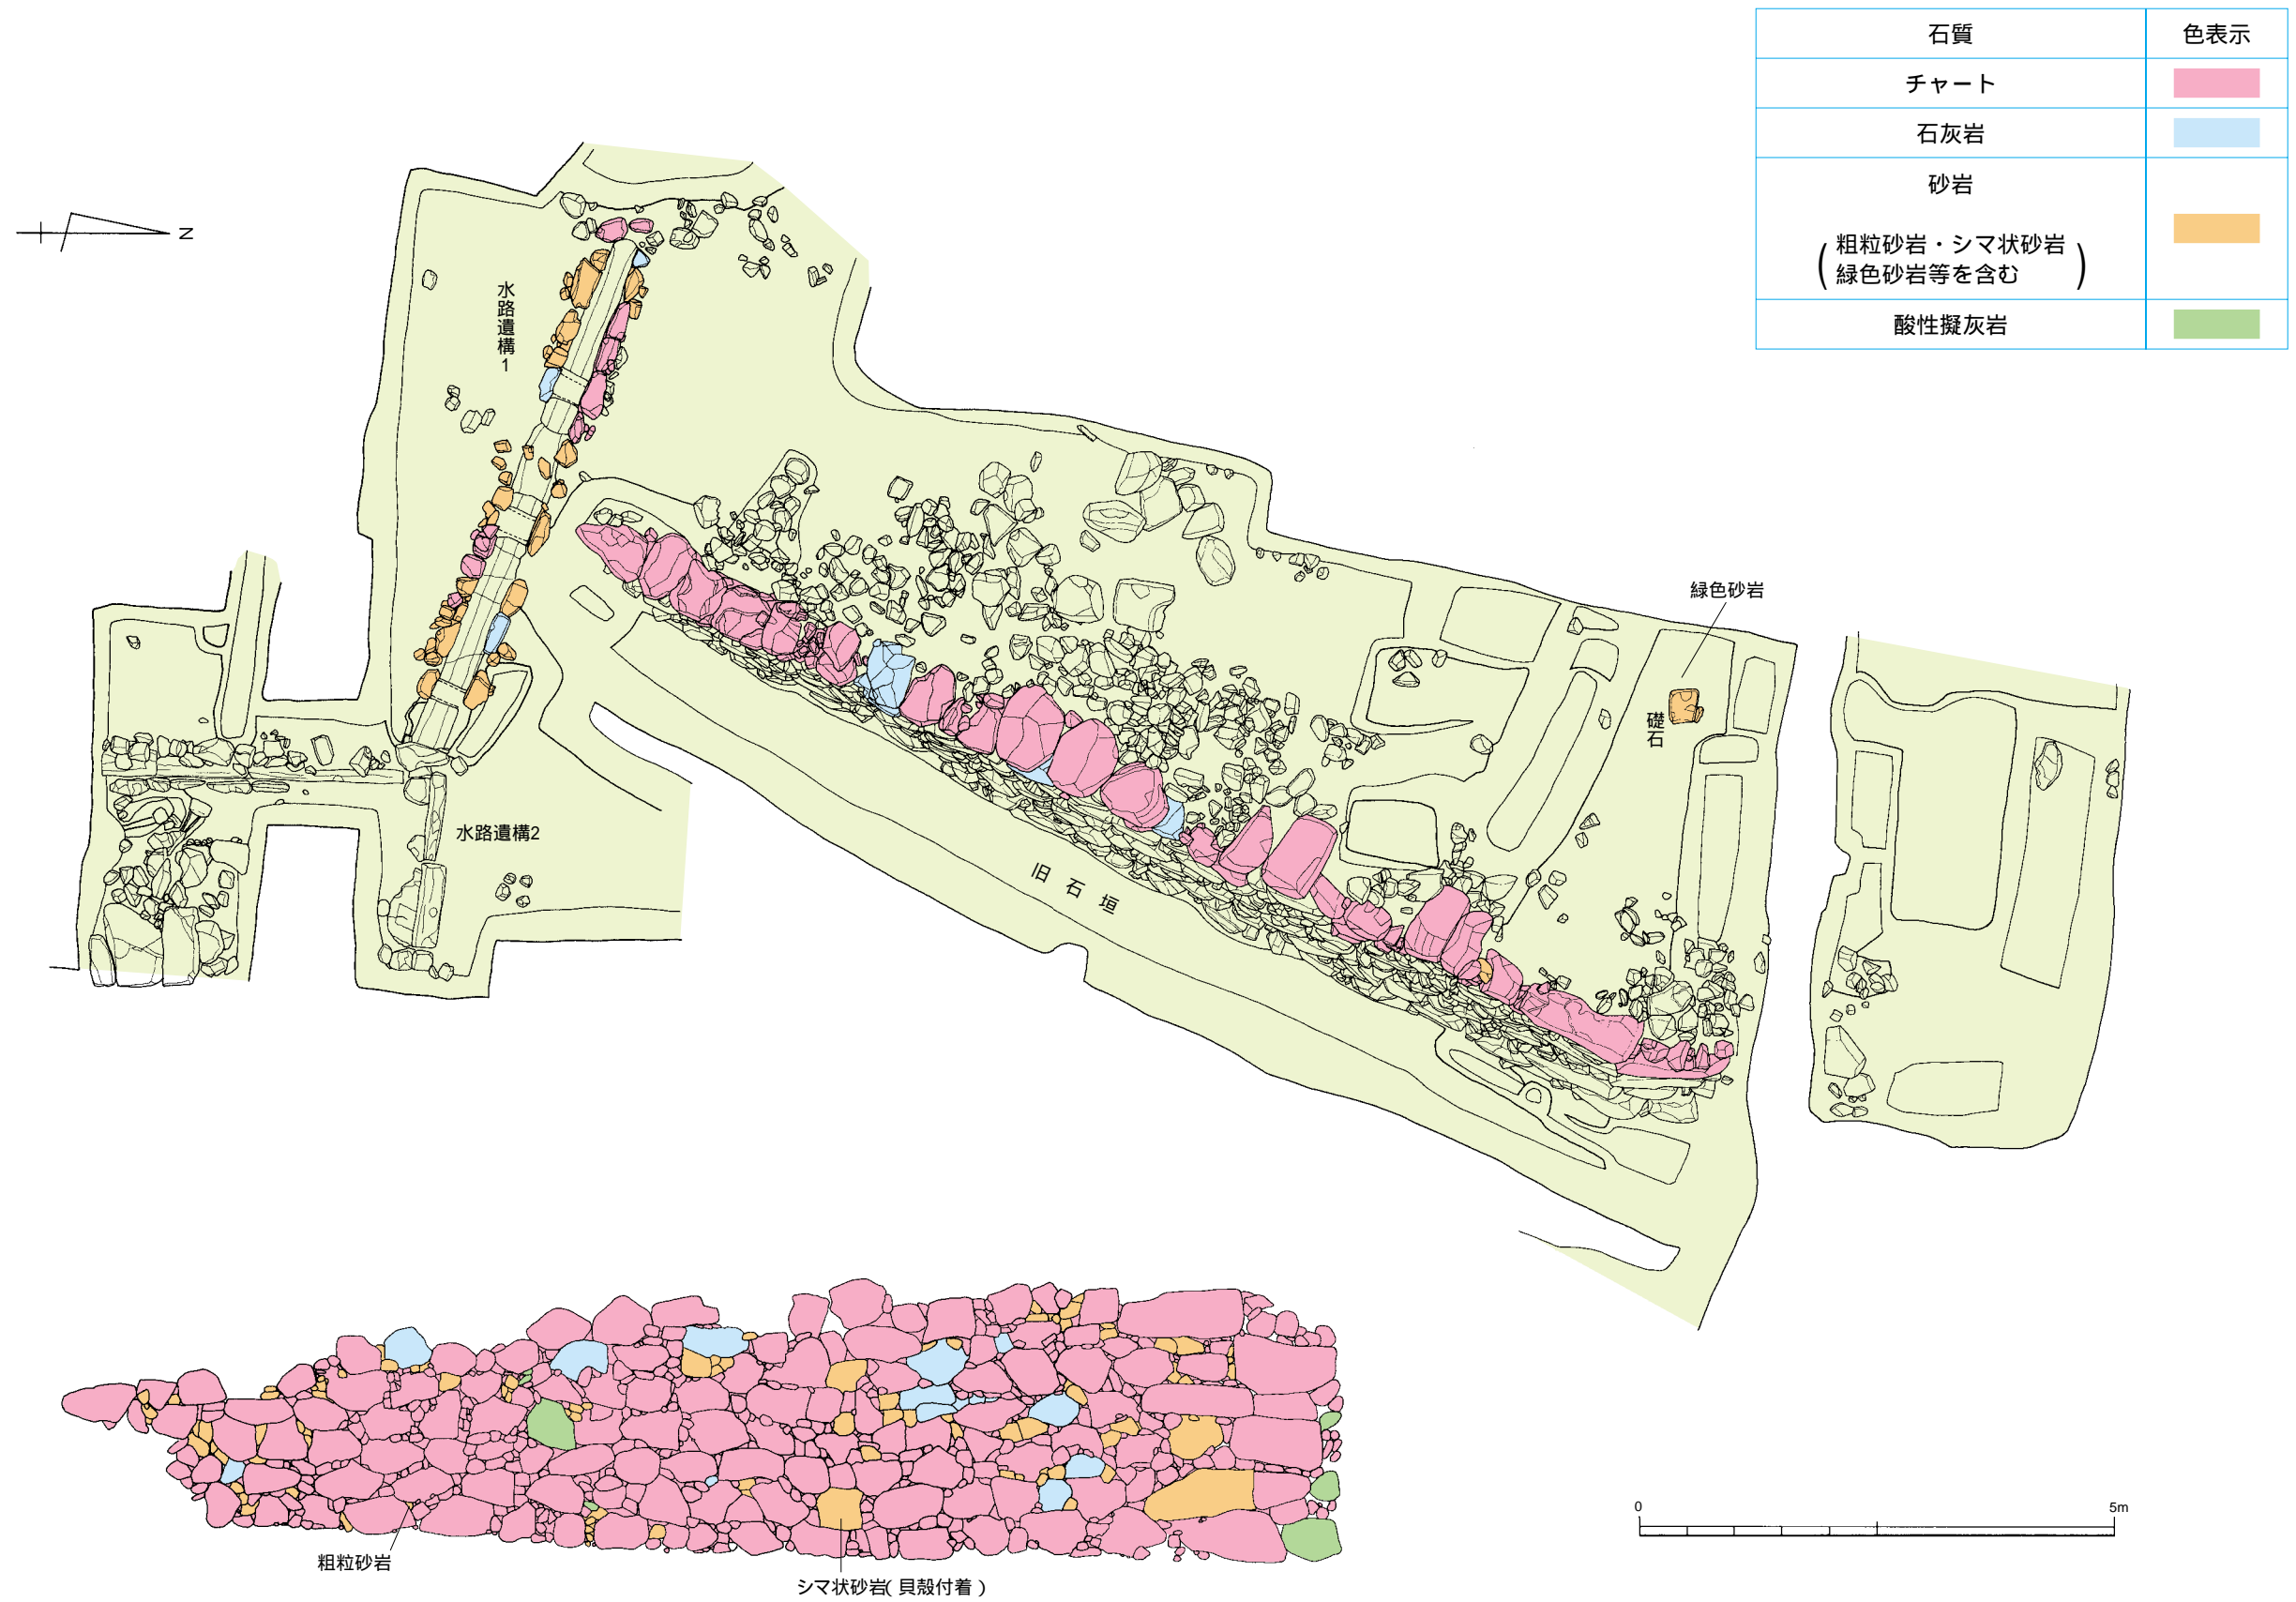 石質 色表示
チャート
石灰岩
砂岩
(粗粒砂岩・シマ状砂岩
緑色砂岩等を含む)
酸性擬灰岩
N
水路遺構1
緑色砂岩
礎石
水路遺構2
旧石垣
0 5m
粗粒砂岩
シマ状砂岩(貝殻付着)